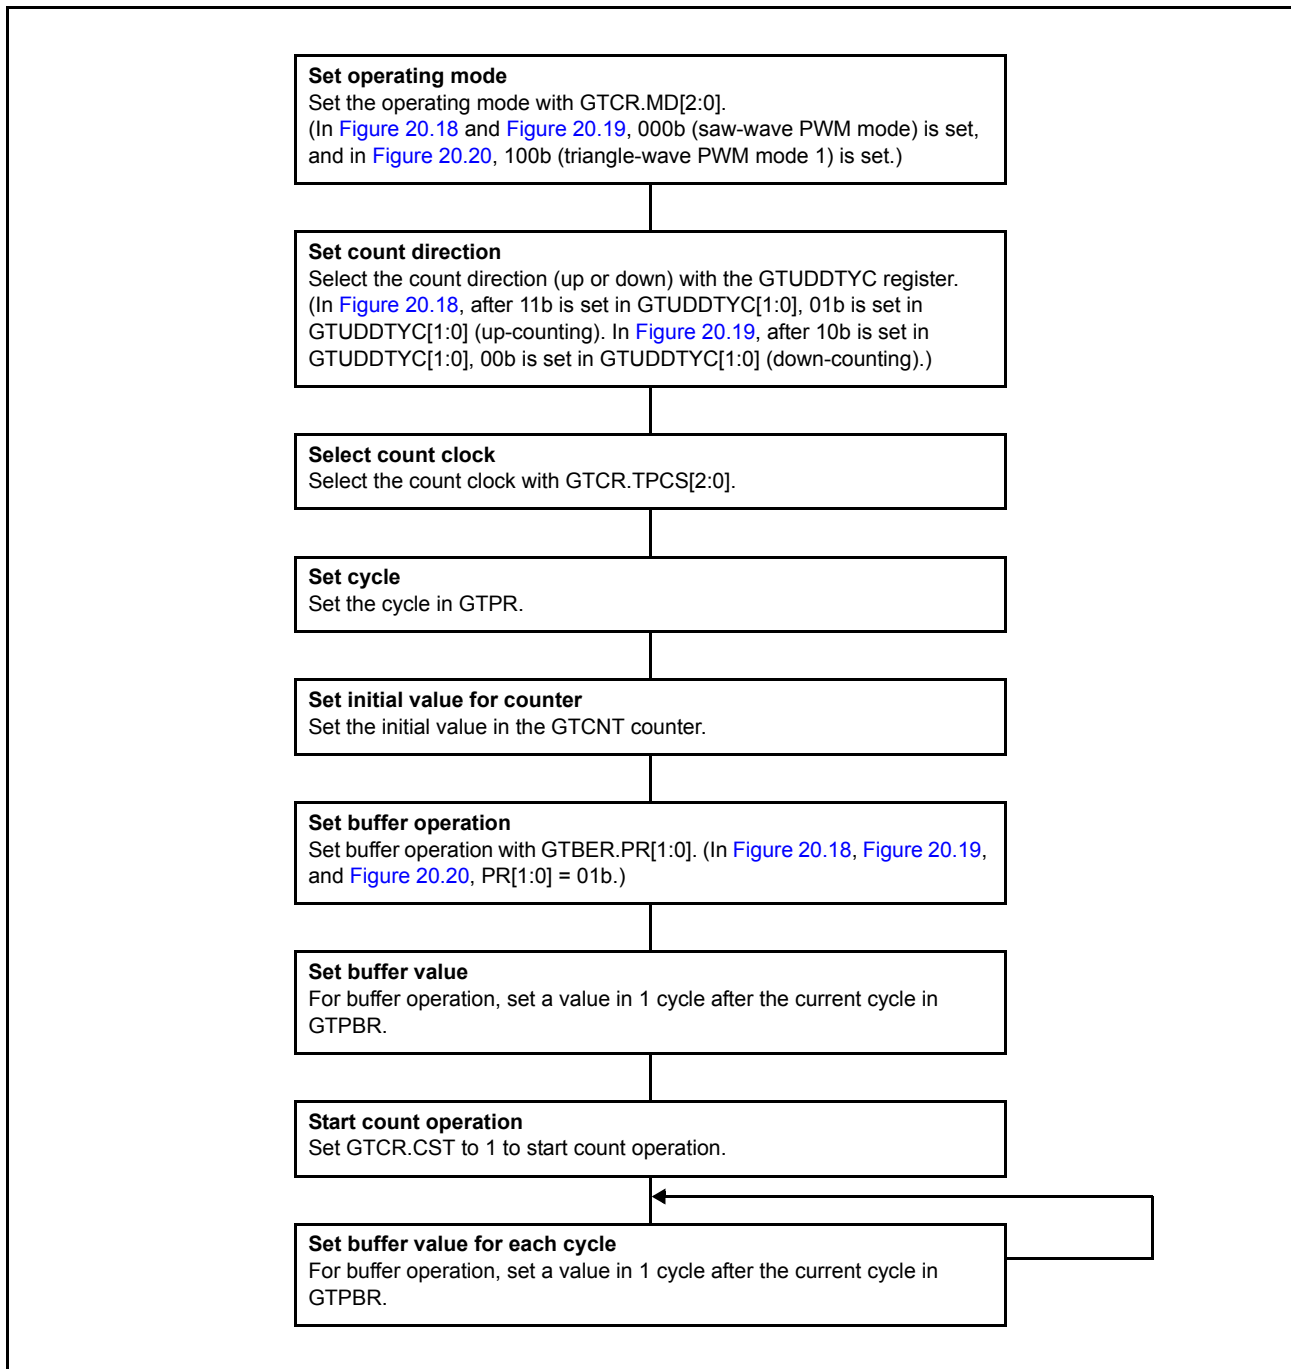 Set operating mode
Set the operating mode with GTCR.MD[2:0].
(In Figure 20.18 and Figure 20.19, 000b (saw-wave PWM mode) is set,
and in Figure 20.20, 100b (triangle-wave PWM mode 1) is set.)
Set count direction
Select the count direction (up or down) with the GTUDDTYC register.
(In Figure 20.18, after 11b is set in GTUDDTYC[1:0], 01b is set in
GTUDDTYC[1:0] (up-counting). In Figure 20.19, after 10b is set in
GTUDDTYC[1:0], 00b is set in GTUDDTYC[1:0] (down-counting).)
Select count clock
Select the count clock with GTCR.TPCS[2:0].
Set cycle
Set the cycle in GTPR.
Set initial value for counter
Set the initial value in the GTCNT counter.
Set buffer operation
Set buffer operation with GTBER.PR[1:0]. (In Figure 20.18, Figure 20.19,
and Figure 20.20, PR[1:0] = 01b.)
Set buffer value
For buffer operation, set a value in 1 cycle after the current cycle in
GTPBR.
Start count operation
Set GTCR.CST to 1 to start count operation.
Set buffer value for each cycle
For buffer operation, set a value in 1 cycle after the current cycle in
GTPBR.